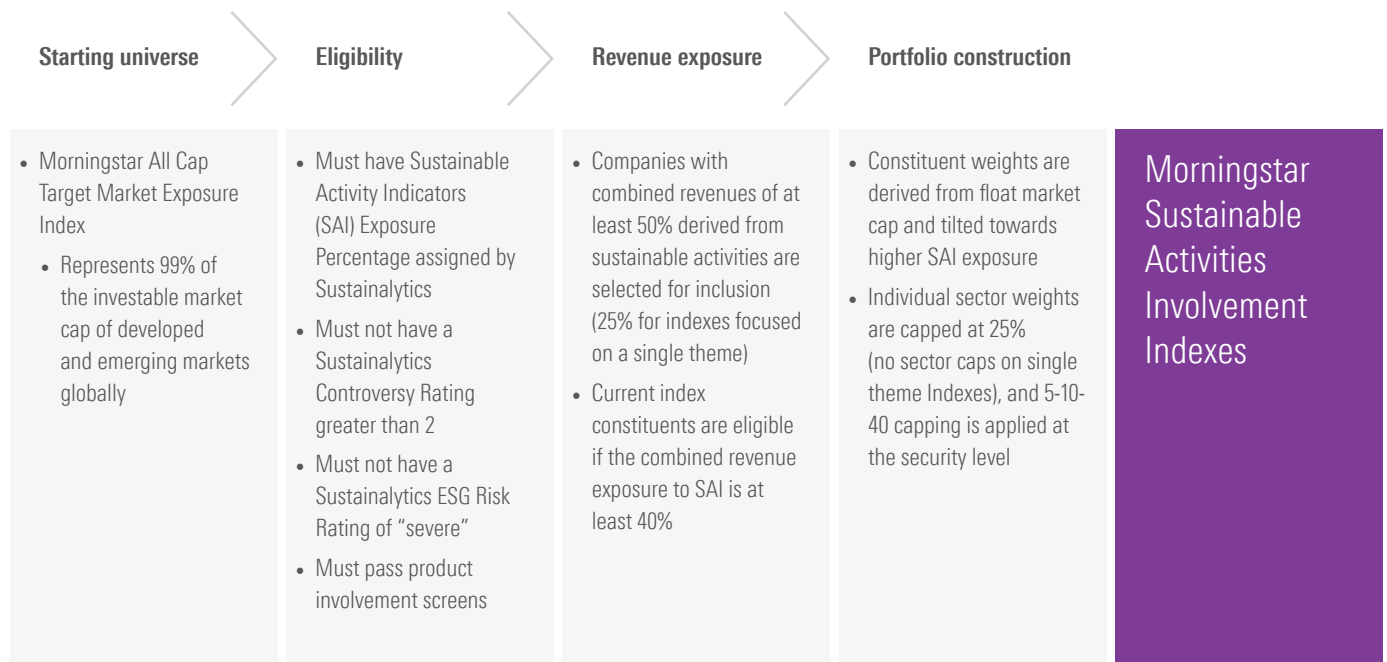 Starting universe
Eligibility
Revenue exposure
Portfolio construction
• Morningstar All Cap
Target Market Exposure
Index
• Represents 99% of
the investable market
cap of developed
and emerging markets
globally
• Must have Sustainable
Activity Indicators
(SAI) Exposure
Percentage assigned by
Sustainalytics
• Must not have a
Sustainalytics
Controversy Rating
greater than 2
• Must not have a
Sustainalytics ESG Risk
Rating of “severe”
• Must pass product
involvement screens
• Companies with
combined revenues of at
least 50% derived from
sustainable activities are
selected for inclusion
(25% for indexes focused
on a single theme)
• Current index
constituents are eligible
if the combined revenue
exposure to SAI is at
least 40%
• Constituent weights are
derived from float market
cap and tilted towards
higher SAI exposure
• Individual sector weights
are capped at 25%
(no sector caps on single
theme Indexes), and 5-10-
40 capping is applied at
the security level
Morningstar
Sustainable
Activities
Involvement
Indexes